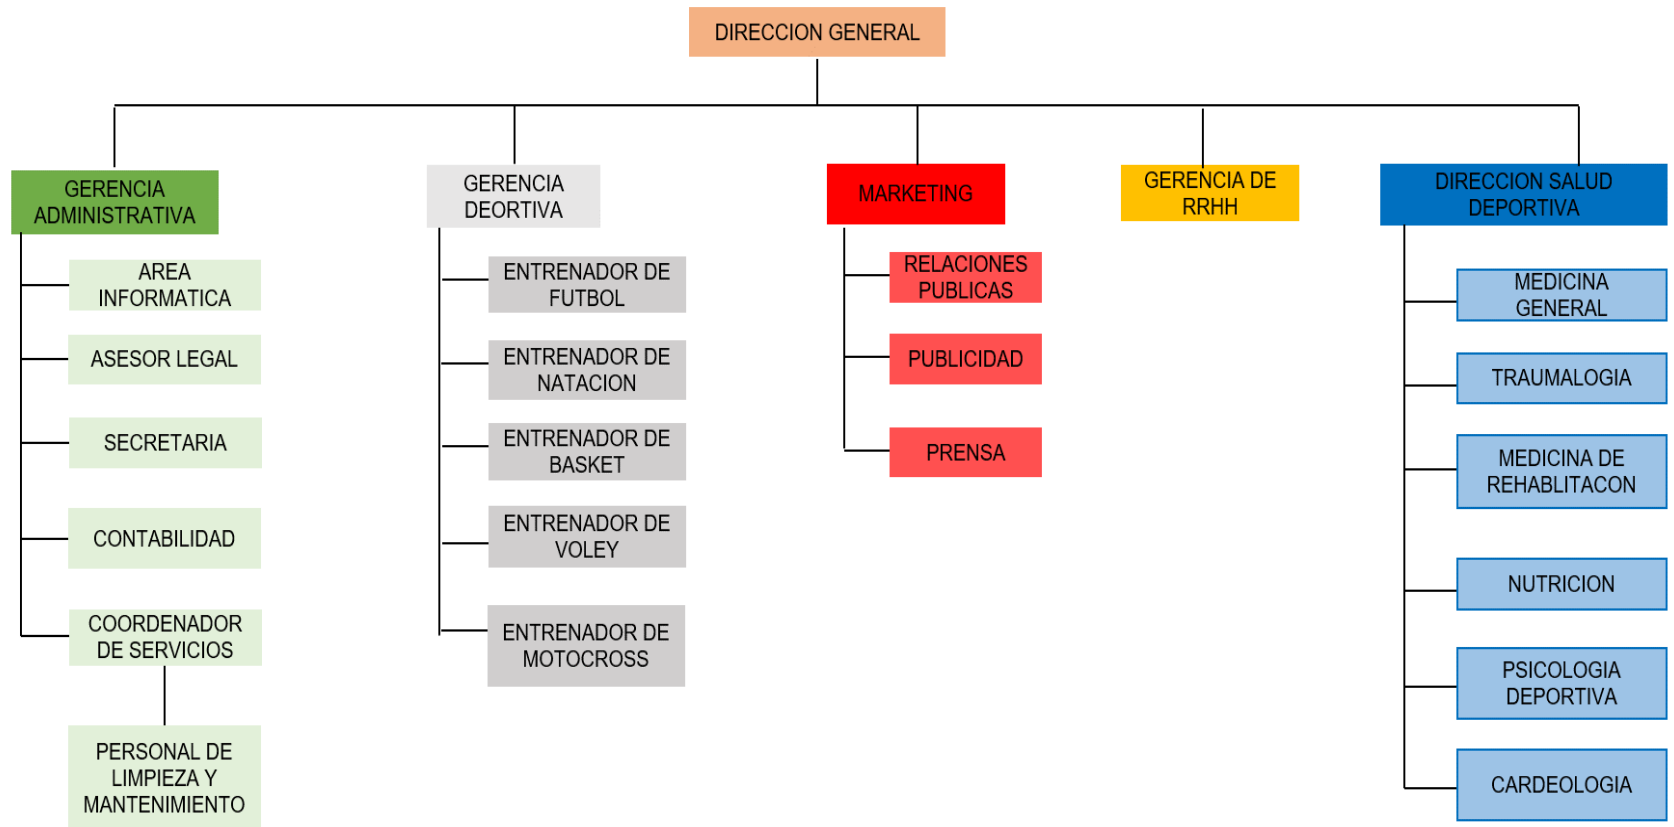 DIRECCION GENERAL
GERENCIA
ADMINISTRATIVA
AREA
INFORMATICA
ASESOR LEGAL
SECRETARIA
CONTABILIDAD
COORDENADOR
DE SERVICIOS
PERSONAL DE
LIMPIEZA Y
MANTENIMIENTO
GERENCIA
DEORTIVA
ENTRENADOR DE
FUTBOL
ENTRENADOR DE
NATACION
ENTRENADOR DE
BASKET
ENTRENADOR DE
VOLEY
ENTRENADOR DE
MOTOCROSS
MARKETING
RELACIONES
PUBLICAS
PUBLICIDAD
PRENSA
GERENCIA DE
RRHH
DIRECCION SALUD
DEPORTIVA
MEDICINA
GENERAL
TRAUMALOGIA
MEDICINA DE
REHABLITACON
NUTRICION
PSICOLOGIA
DEPORTIVA
CARDEOLOGIA